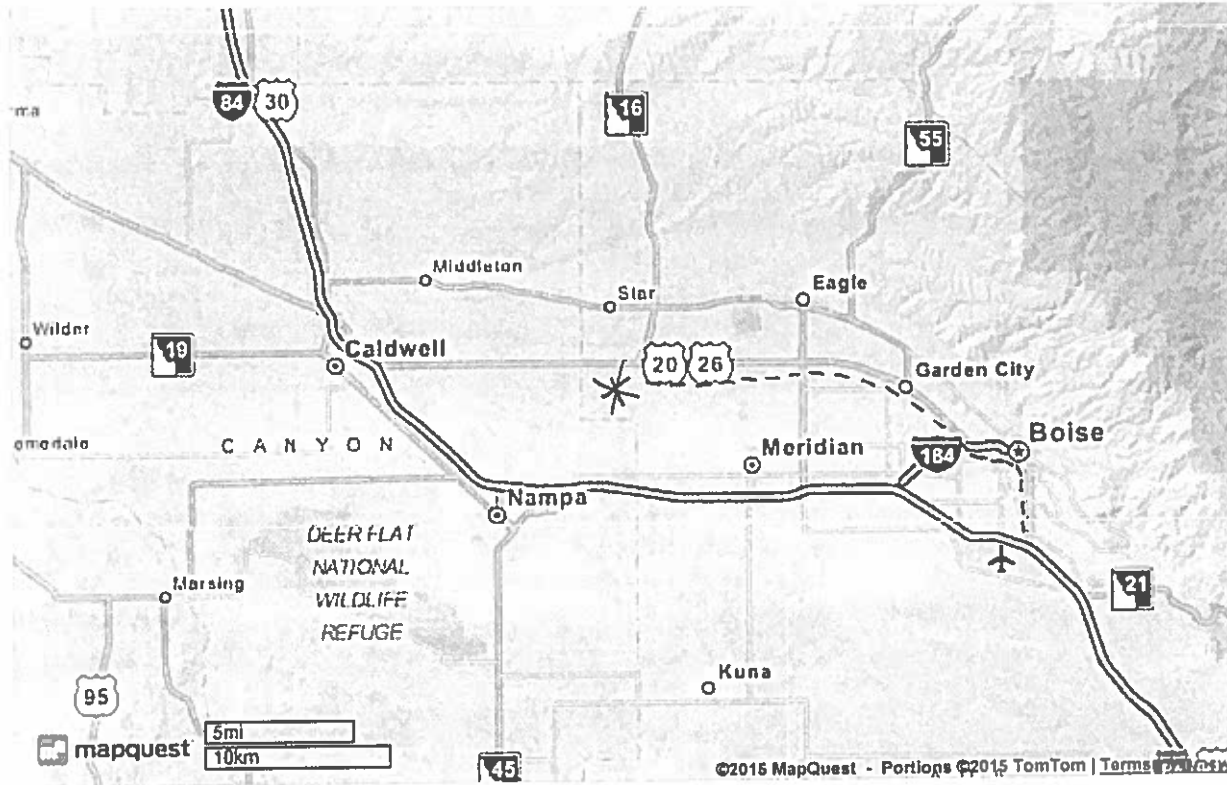 84
30
16
55
rma
Middleton
Star
Eagle
Wilder
19
Caldwell
20
26
Garden City
omedale
CANYON
Meridian
184
Boise
Nampa
DEER FLAT
NATIONAL
WILDLIFE
REFUGE
Marsing
21
Kuna
95
mapquest
5mi
10km
45
©2015 MapQuest - Portions ©2015 TomTom | Terms